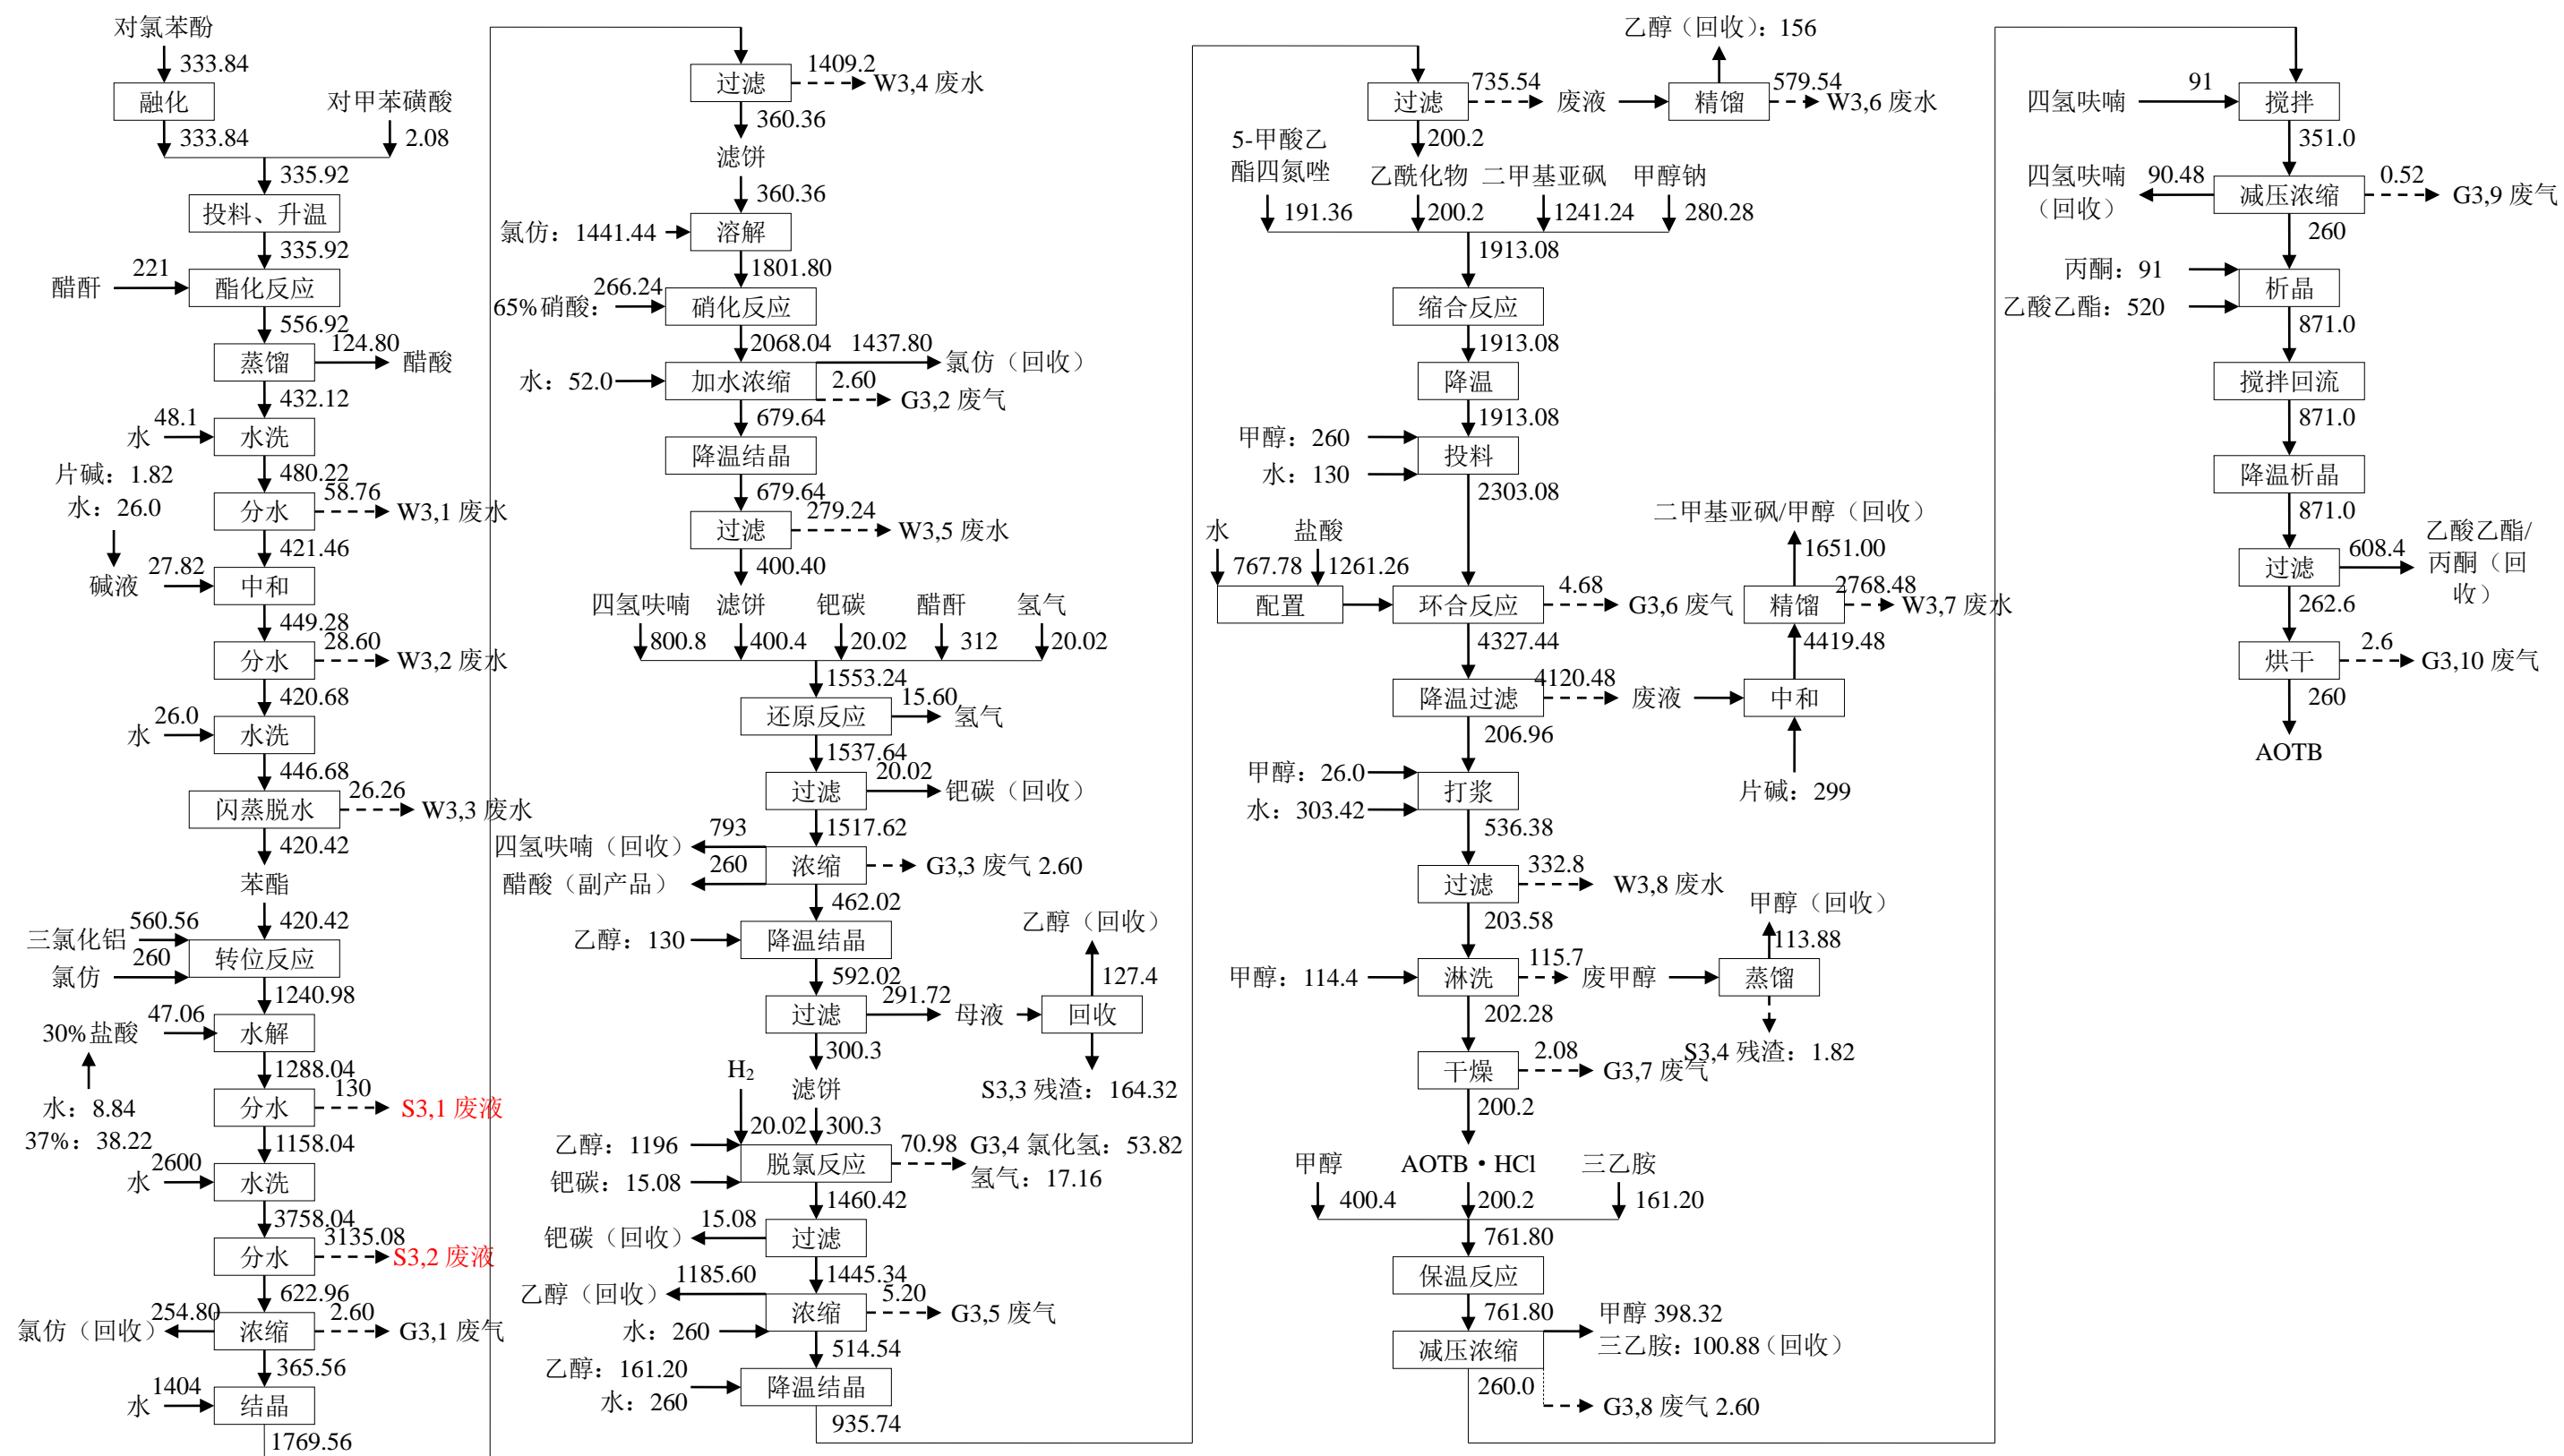 对氯苯酚
333.84
融化
对甲苯磺酸
333.84
2.08
335.92
投料、升温
335.92
221
醋酐
酯化反应
556.92
124.80
蒸馏
醋酸
432.12
48.1
水
水洗
片碱：1.82
水：26.0
480.22
58.76
分水
W3,1 废水
421.46
27.82
碱液
中和
449.28
28.60
分水
W3,2 废水
420.68
26.0
水
水洗
446.68
26.26
闪蒸脱水
W3,3 废水
420.42
苯酯
560.56
420.42
三氯化铝
260
转位反应
氯仿
1240.98
47.06
30%盐酸
水解
1288.04
130
水：8.84
分水
S3,1 废液
37%：38.22
1158.04
2600
水
水洗
3758.04
3135.08
分水
S3,2 废液
622.96
254.80
2.60
氯仿（回收）
浓缩
G3,1 废气
365.56
1404
水
结晶
1769.56
过滤
1409.2
W3,4 废水
360.36
滤饼
360.36
氯仿：1441.44
溶解
1801.80
266.24
65%硝酸：
硝化反应
2068.04
1437.80
氯仿（回收）
水：52.0
加水浓缩
2.60
G3,2 废气
679.64
降温结晶
679.64
279.24
过滤
W3,5 废水
400.40
四氢呋喃
滤饼
钯碳
醋酐
氢气
800.8
400.4
20.02
312
20.02
1553.24
15.60
还原反应
氢气
1537.64
20.02
过滤
钯碳（回收）
793
1517.62
四氢呋喃（回收）
260
浓缩
G3,3 废气 2.60
醋酸（副产品）
462.02
乙醇（回收）
乙醇：130
降温结晶
127.4
592.02
291.72
过滤
母液
回收
300.3
H2
滤饼
S3,3 残渣：164.32
20.02
300.3
乙醇：1196
70.98
G3,4 氯化氢：53.82
脱氯反应
氢气：17.16
钯碳：15.08
1460.42
15.08
钯碳（回收）
过滤
1185.60
1445.34
5.20
乙醇（回收）
浓缩
G3,5 废气
水：260
514.54
乙醇：161.20
降温结晶
水：260
935.74
乙醇（回收）：156
过滤
735.54
废液
精馏
579.54
W3,6 废水
200.2
5-甲酸乙
酯四氮唑
乙酰化物
二甲基亚砜
甲醇钠
191.36
200.2
1241.24
280.28
1913.08
缩合反应
1913.08
降温
1913.08
甲醇：260
投料
水：130
2303.08
二甲基亚砜/甲醇（回收）
水
盐酸
1651.00
767.78
1261.26
4.68
2768.48
配置
环合反应
G3,6 废气
精馏
W3,7 废水
4327.44
4419.48
4120.48
降温过滤
废液
中和
206.96
甲醇：26.0
打浆
片碱：299
水：303.42
536.38
332.8
过滤
W3,8 废水
203.58
甲醇（回收）
113.88
甲醇：114.4
淋洗
115.7
废甲醇
蒸馏
202.28
2.08
S3,4 残渣：1.82
干燥
G3,7 废气
200.2
甲醇
AOTB•HCl
三乙胺
400.4
200.2
161.20
761.80
保温反应
761.80
甲醇 398.32
减压浓缩
三乙胺：100.88（回收）
260.0
G3,8 废气 2.60
91
四氢呋喃
搅拌
351.0
四氢呋喃
（回收）
90.48
减压浓缩
0.52
G3,9 废气
260
丙酮：91
析晶
乙酸乙酯：520
871.0
搅拌回流
871.0
降温析晶
871.0
乙酸乙酯/
丙酮（回
收）
608.4
过滤
262.6
2.6
烘干
G3,10 废气
260
AOTB